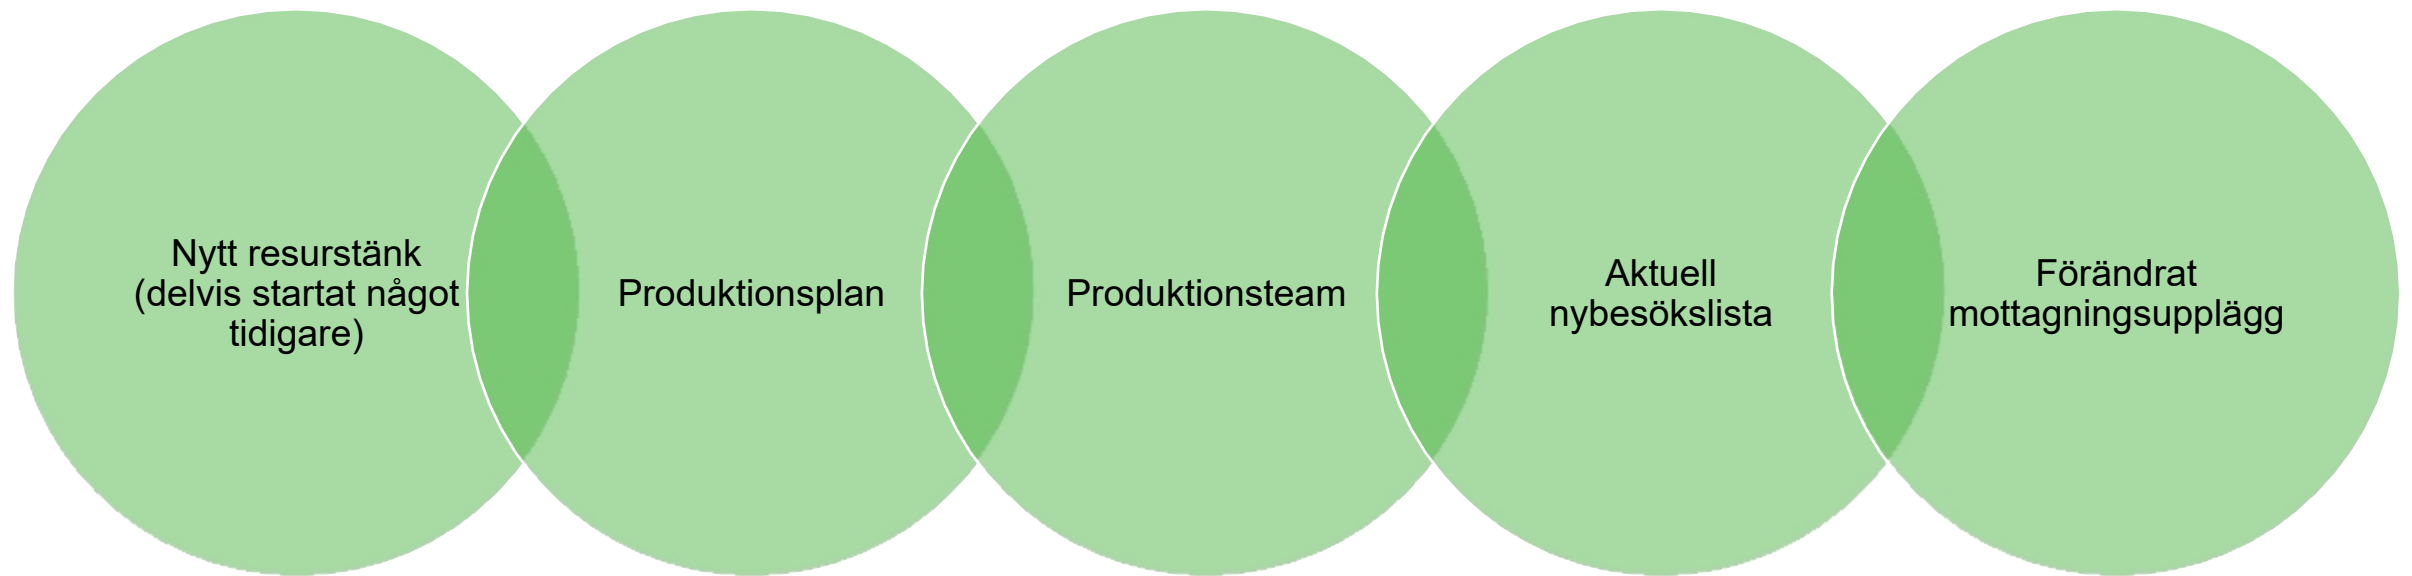 Nytt resurstänk
(delvis startat något
tidigare)
Produktionsplan
Produktionsteam
Aktuell
nybesökslista
Förändrat
mottagningsupplägg